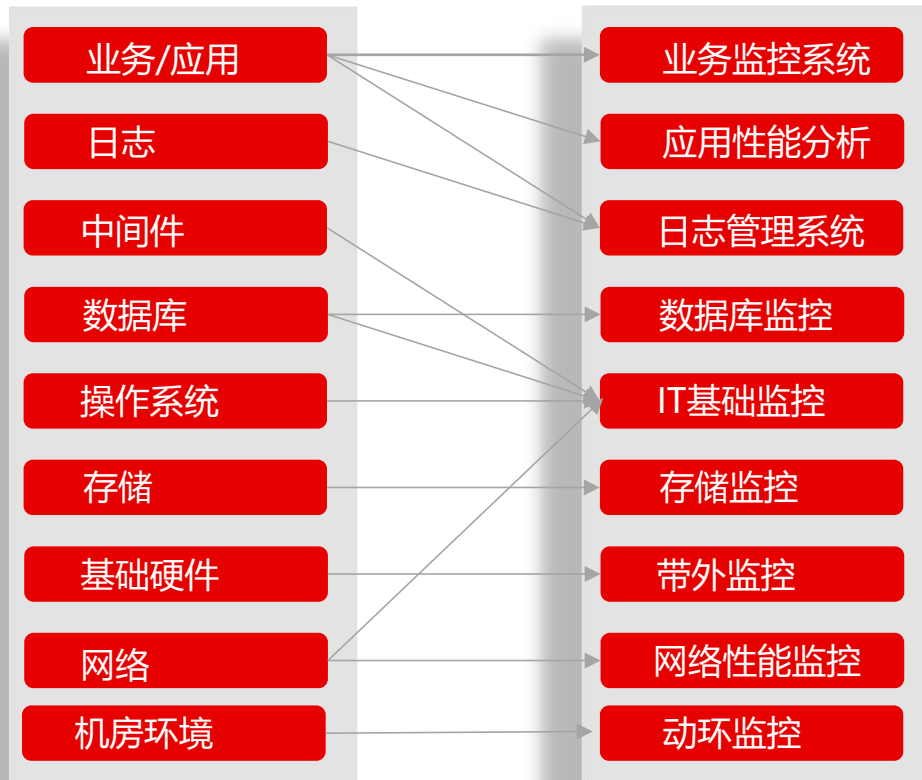 业务/应用
日志
中间件
数据库
操作系统
存储
基础硬件
网络
机房环境
业务监控系统
应用性能分析
日志管理系统
数据库监控
IT基础监控
存储监控
带外监控
网络性能监控
动环监控